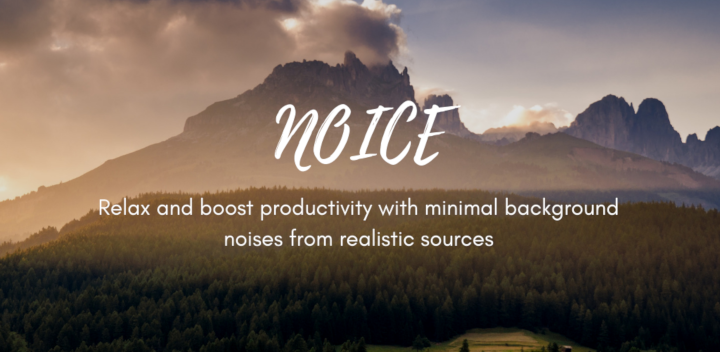 NOICE
Relax and boost productivity with minimal background
noises from realistic sources